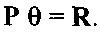 P θ = R.